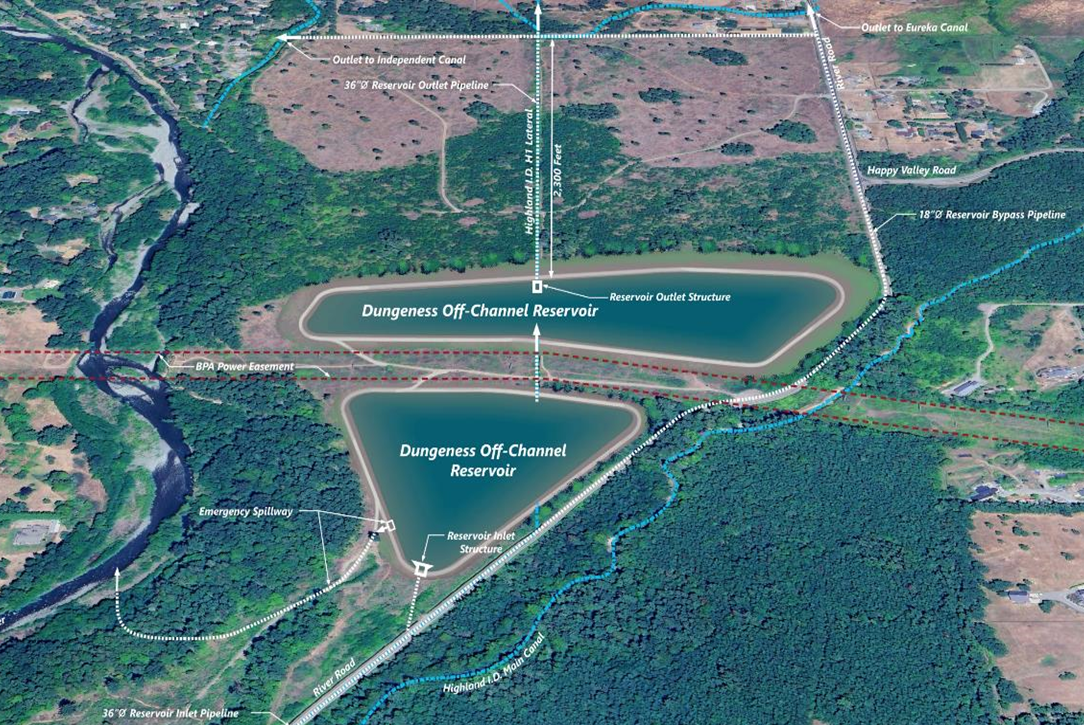 Outlet to Eureka Canal
Outlet to Independent Canal
River Road
36"Ø Reservoir Outlet Pipeline
Highland I.D. H1 Lateral
2,300 Feet
Happy Valley Road
18"Ø Reservoir Bypass Pipeline
Reservoir Outlet Structure
Dungeness Off-Channel Reservoir
BPA Power Easement
Dungeness Off-Channel
Reservoir
Emergency Spillway
Reservoir Inlet
Structure
River Road
Highland I.D. Main Canal
36"Ø Reservoir Inlet Pipeline